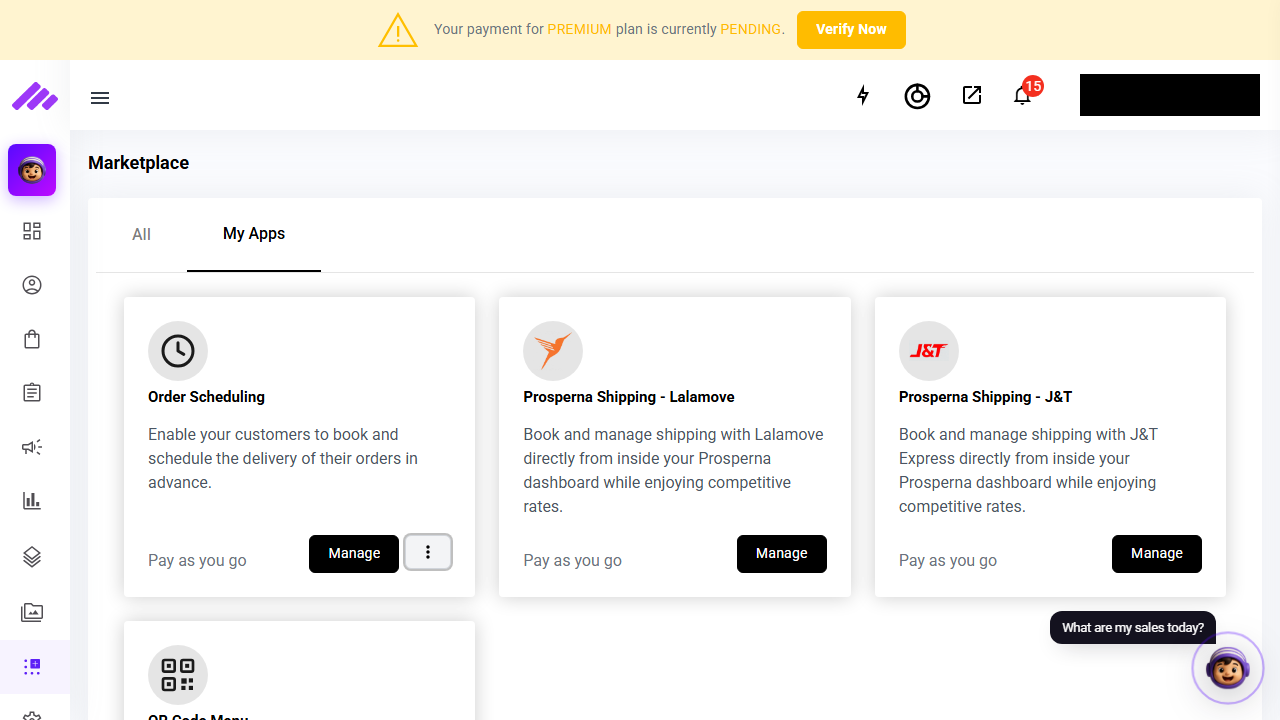 Your payment for PREMIUM plan is currently PENDING.
Verify Now
15
Marketplace
All
My Apps
Order Scheduling
Enable your customers to book and
schedule the delivery of their orders in
advance.
Pay as you go
Manage
Prosperna Shipping - Lalamove
Book and manage shipping with Lalamove
directly from inside your Prosperna
dashboard while enjoying competitive
rates.
Pay as you go
Manage
J&T
Prosperna Shipping - J&T
Book and manage shipping with J&T
Express directly from inside your
Prosperna dashboard while enjoying
competitive rates.
Pay as you go
Manage
What are my sales today?
QR Code Menu